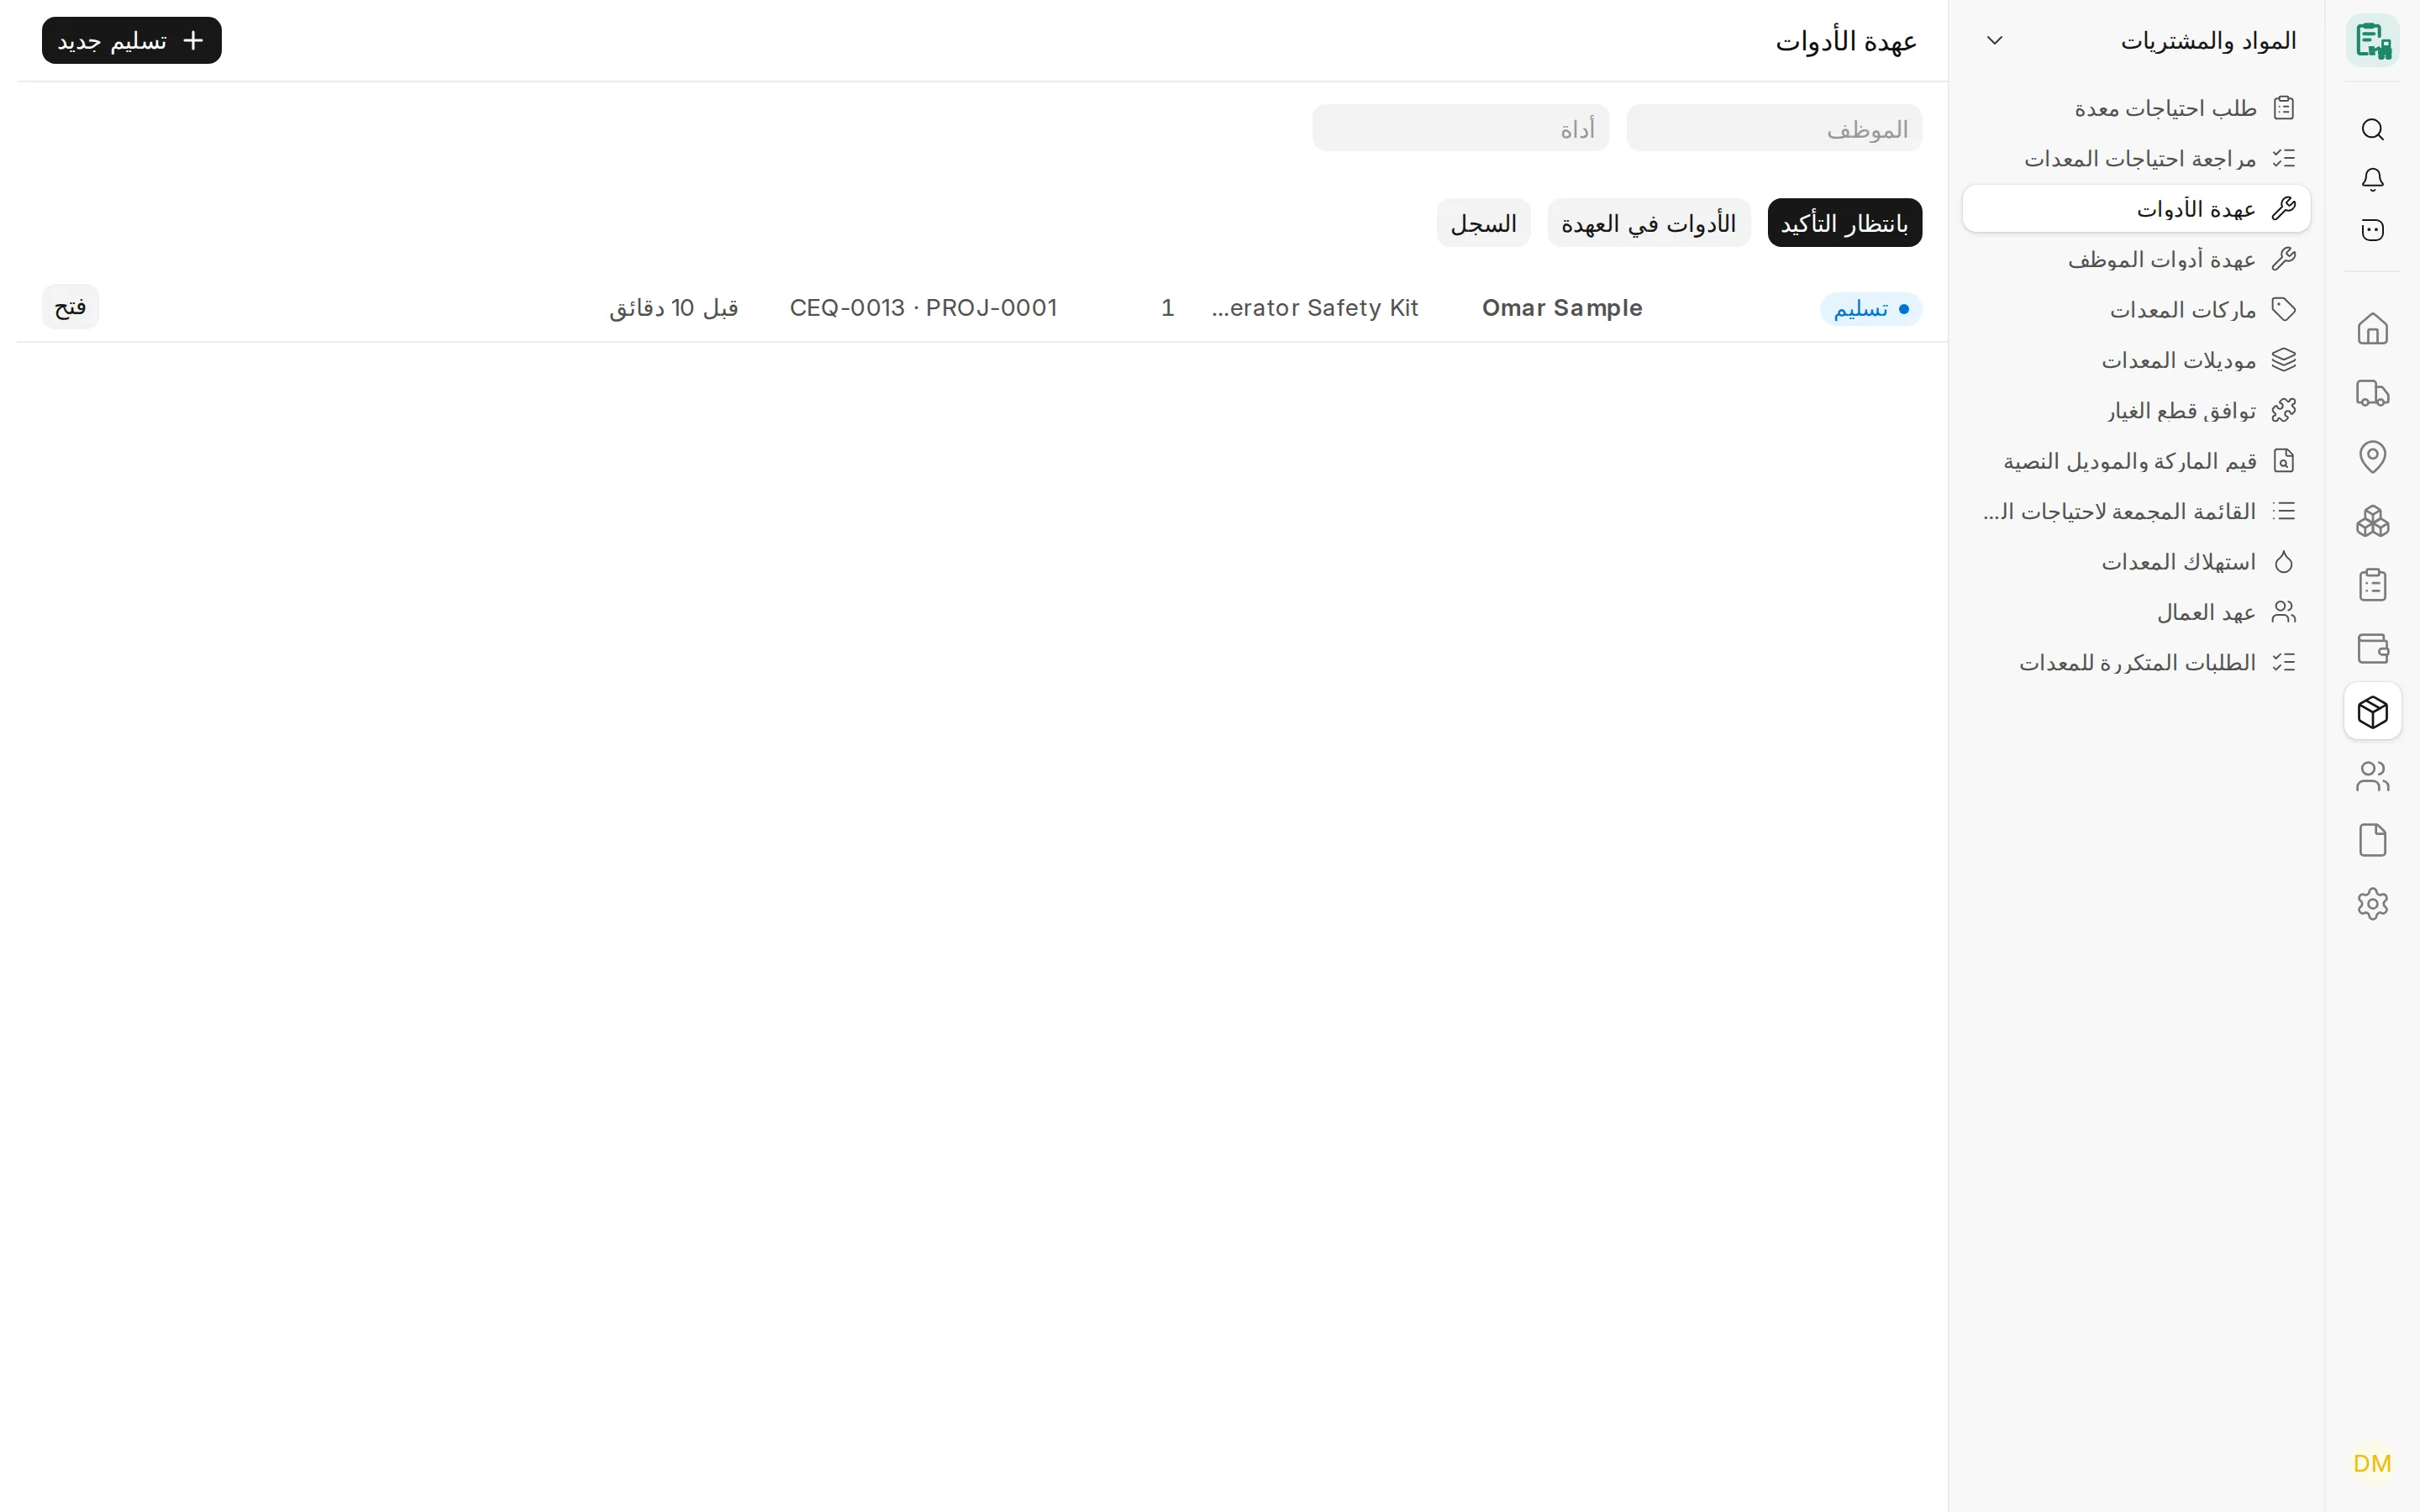 المواد والمشتريات
طلب احتياجات معدة
مراجعة احتياجات المعدات
عهدة الأدوات
عهدة أدوات الموظف
ماركات المعدات
موديلات المعدات
توافق قطع الغيار
قيم الماركة والموديل النصية
القائمة المجمعة لاحتياجات ال...
استهلاك المعدات
عهد العمال
الطلبات المتكررة للمعدات
DM
عهدة الأدوات
تسليم جديد
الموظف أداة
بانتظار التأكيد الأدوات في العهدة السجل
تسليم Omar Sample ...erator Safety Kit 1 CEQ-0013 · PROJ-0001 قبل 10 دقائق فتح